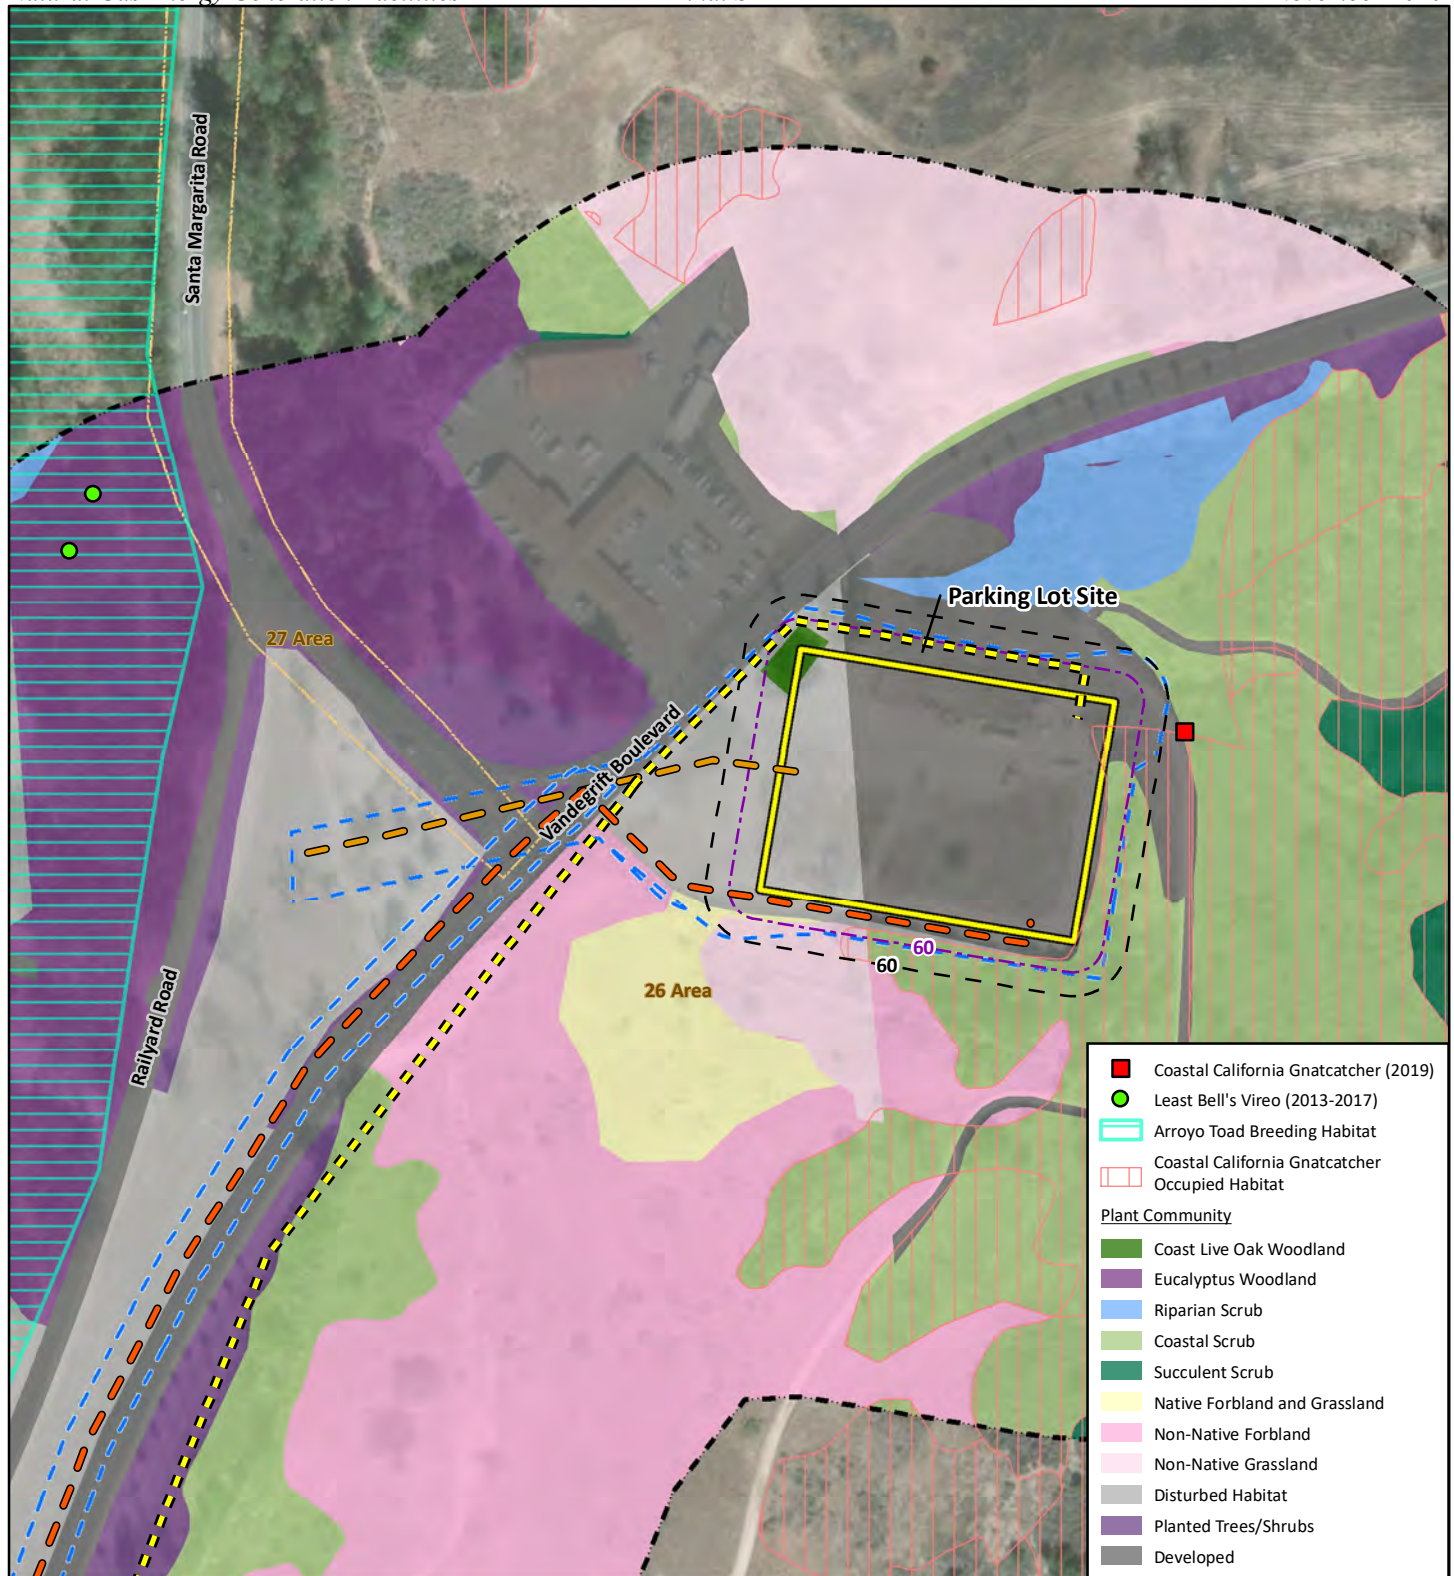 Santa Margarita Road
Parking Lot Site
27 Area
Vandegrift Boulevard
60
60
26 Area
Railyard Road
Coastal California Gnatcatcher (2019)
Least Bell's Vireo (2013-2017)
Arroyo Toad Breeding Habitat
Coastal California Gnatcatcher
Occupied Habitat
Plant Community
Coast Live Oak Woodland
Eucalyptus Woodland
Riparian Scrub
Coastal Scrub
Succulent Scrub
Native Forbland and Grassland
Non-Native Forbland
Non-Native Grassland
Disturbed Habitat
Planted Trees/Shrubs
Developed